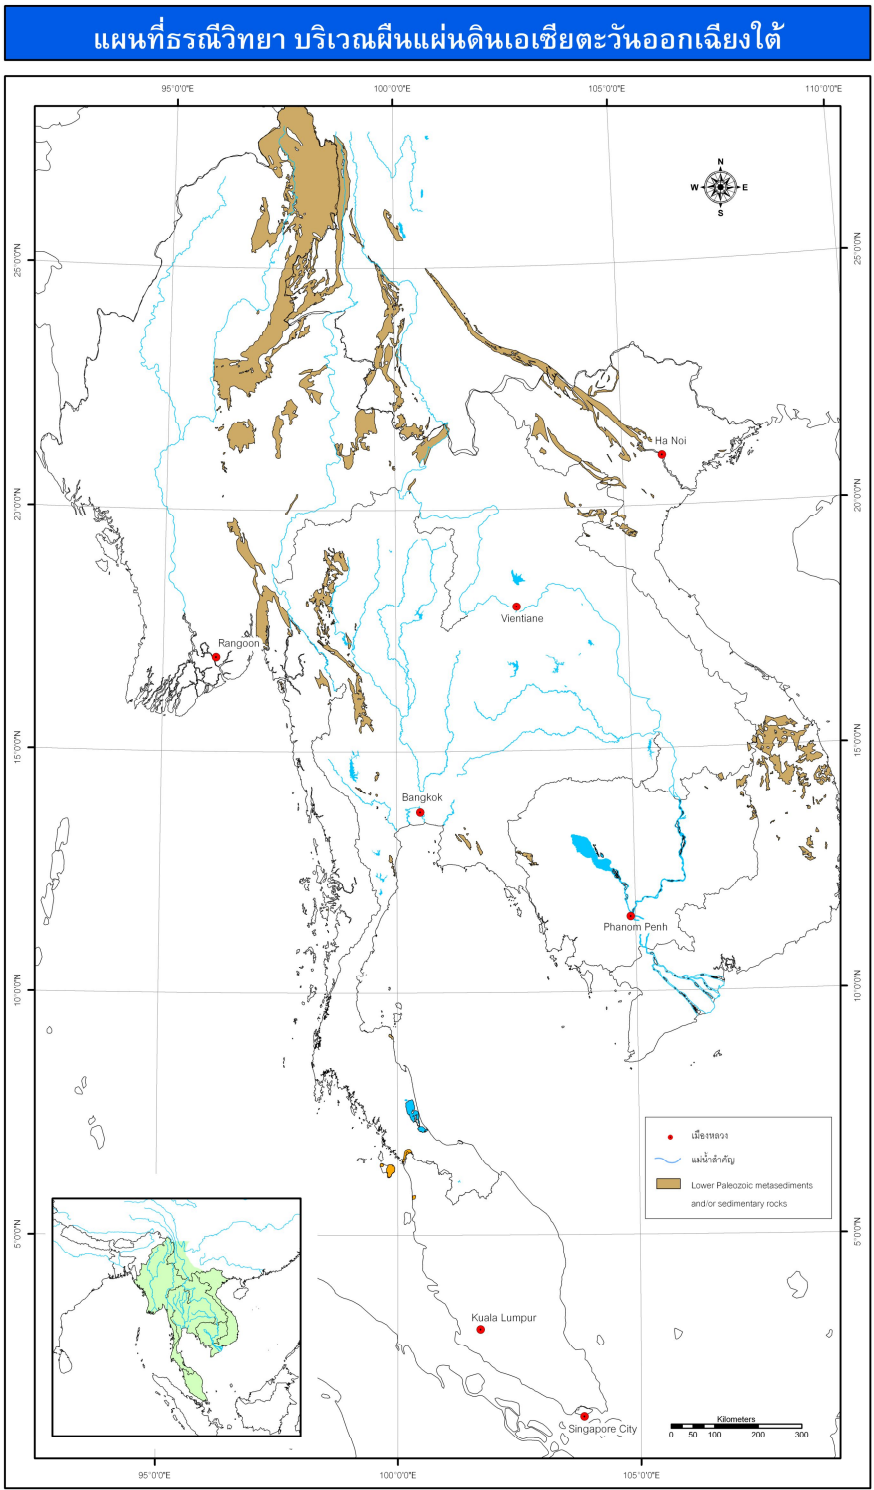 แผนที่ธรณีวิทยา บริเวณผืนแผ่นดินเอเซียตะวันออกเฉียงใต้
95°0'0"E 100°0'0"E 105°0'0"E 110°0'0"E
N
W E
S
25°0'0"N 25°0'0"N
Ha Noi
20°0'0"N 20°0'0"N
Vientiane
Rangoon
15°0'0"N 15°0'0"N
Bangkok
Phanom Penh
10°0'0"N 10°0'0"N
เมืองหลวง
แม่น้ำสำคัญ
Lower Paleozoic metasediments
and/or sedimentary rocks
5°0'0"N 5°0'0"N
Kuala Lumpur
Singapore City
Kilometers
0 50 100 200 300
95°0'0"E 100°0'0"E 105°0'0"E